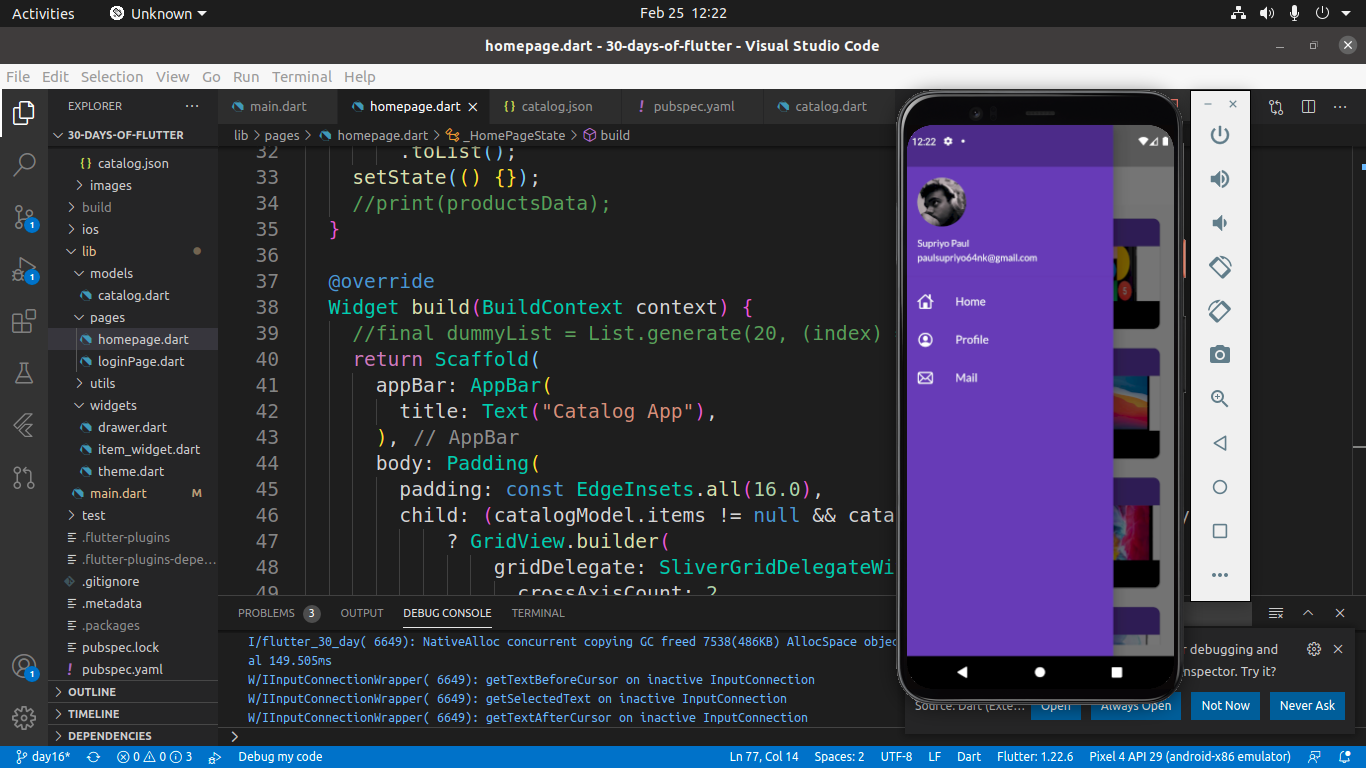 Activities
Unknown
Feb 25 12:22
homepage.dart - 30-days-of-flutter - Visual Studio Code
File Edit Selection View Go Run Terminal Help
EXPLORER
main.dart
homepage.dart
{} catalog.json
! pubspec.yaml
catalog.dart
lib > pages > homepage.dart > _HomePageState > build
30-DAYS-OF-FLUTTER
{} catalog.json
images
build
ios
lib
models
catalog.dart
pages
homepage.dart
loginPage.dart
utils
widgets
drawer.dart
item_widget.dart
theme.dart
main.dart M
test
.flutter-plugins
.flutter-plugins-depe...
.gitignore
.metadata
.packages
pubspec.lock
! pubspec.yaml
OUTLINE
TIMELINE
DEPENDENCIES
1
1
1
32 .toList();
33 setState(() {});
34 //print(productsData);
35 }
36
37 @override
38 Widget build(BuildContext context) {
39 //final dummyList = List.generate(20, (index)
40 return Scaffold(
41 appBar: AppBar(
42 title: Text("Catalog App"),
43 ), // AppBar
44 body: Padding(
45 padding: const EdgeInsets.all(16.0),
46 child: (catalogModel.items != null && cata
47 ? GridView.builder(
48 gridDelegate: SliverGridDelegateWi
49 crossAxisCount: 2
12:22
Supriyo Paul
paulsupriyo64nk@gmail.com
Home
Profile
Mail
PROBLEMS 3 OUTPUT DEBUG CONSOLE TERMINAL
I/flutter_30_day( 6649): NativeAlloc concurrent copying GC freed 7538(486KB) AllocSpace objec
al 149.505ms
W/IInputConnectionWrapper( 6649): getTextBeforeCursor on inactive InputConnection
W/IInputConnectionWrapper( 6649): getSelectedText on inactive InputConnection
W/IInputConnectionWrapper( 6649): getTextAfterCursor on inactive InputConnection
r debugging and
nspector. Try it?
Source: Dart (Exte...
Open
Always Open
Not Now
Never Ask
day16* 0 0 3 Debug my code
Ln 77, Col 14 Spaces: 2 UTF-8 LF Dart Flutter: 1.22.6 Pixel 4 API 29 (android-x86 emulator)